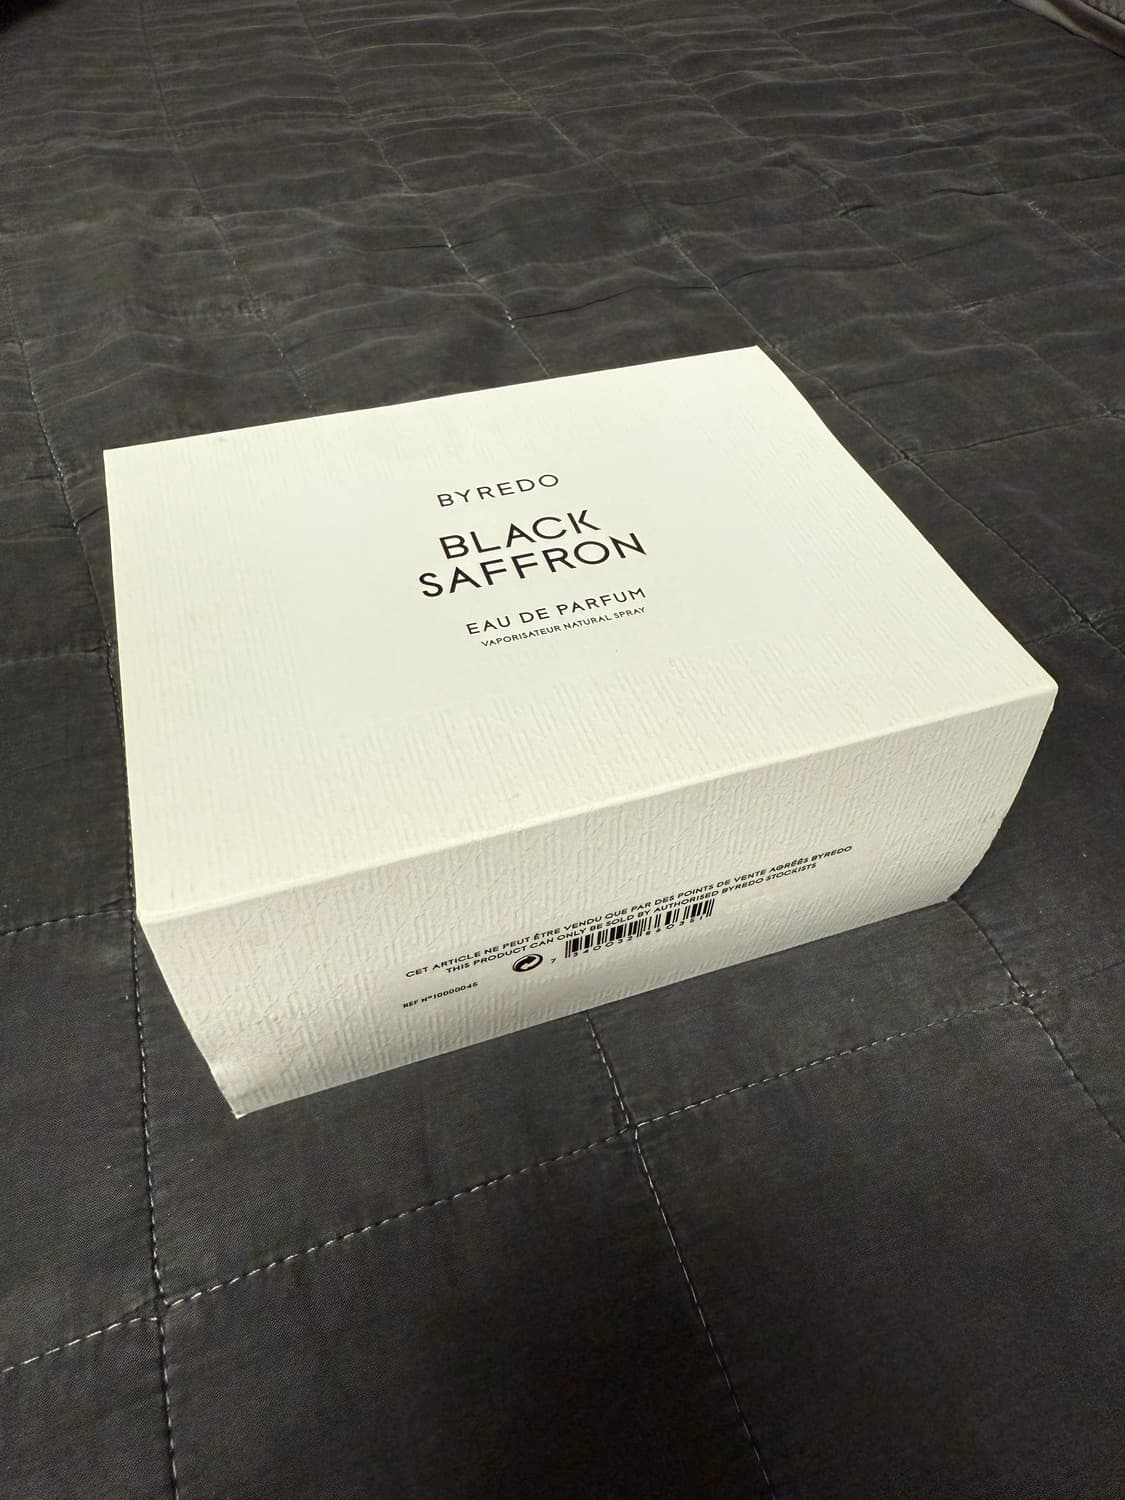 BYREDO
BLACK
SAFFRON
EAU DE PARFUM
VAPORISATEUR NATURAL SPRAY
CET ARTICLE NE PEUT ÊTRE VENDU QUE PAR DES POINTS DE VENTE AGRÉÉS BYREDO
THIS PRODUCT CAN ONLY BE SOLD BY AUTHORISED BYREDO STOCKISTS
REF Nº10000045